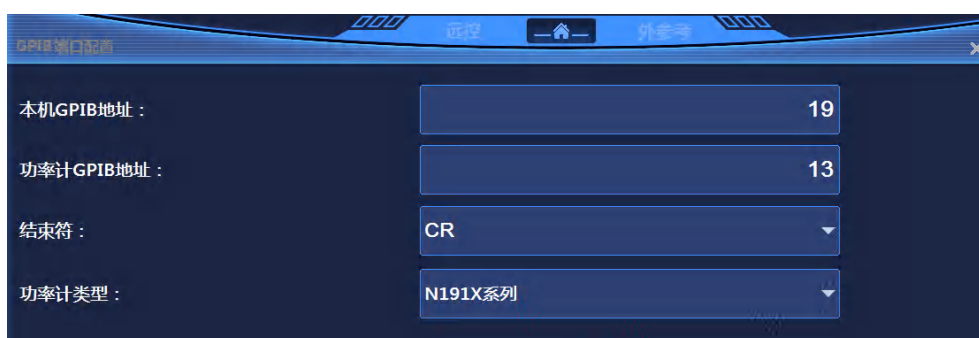 远控 外参考
GPIB端口配置
本机GPIB地址： 19
功率计GPIB地址： 13
结束符： CR
功率计类型： N191X系列